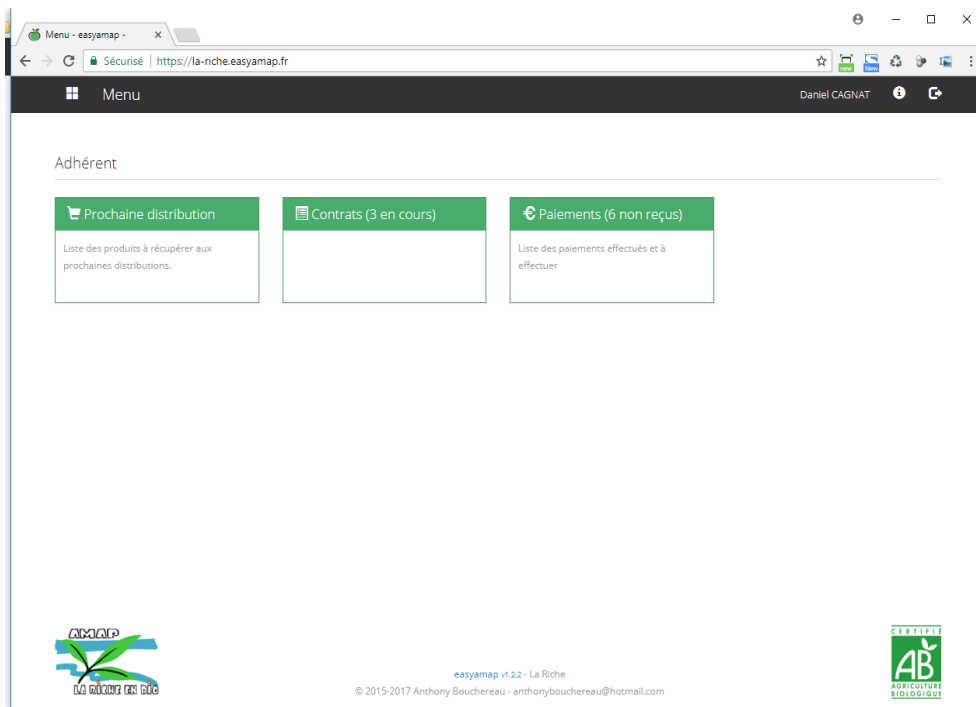 Menu - easyamap -
Sécurisé | https://la-riche.easyamap.fr
new
New
Menu
Daniel CAGNAT
Adhérent
Prochaine distribution
Liste des produits à récupérer aux
prochaines distributions.
Contrats (3 en cours)
€ Paiements (6 non reçus)
Liste des paiements effectués et à
effectuer
AMAP
LA RICHE EN BIO
easyamap v1.2.2 - La Riche
© 2015-2017 Anthony Bouchereau - anthonybouchereau@hotmail.com
CERTIFIÉ
AB
AGRICULTURE
BIOLOGIQUE